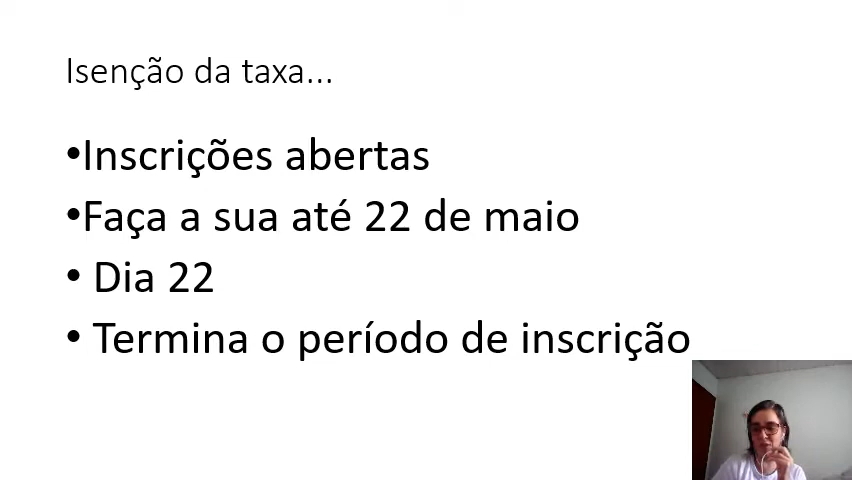 Isenção da taxa...
•Inscrições abertas
•Faça a sua até 22 de maio
• Dia 22
• Termina o período de inscrição